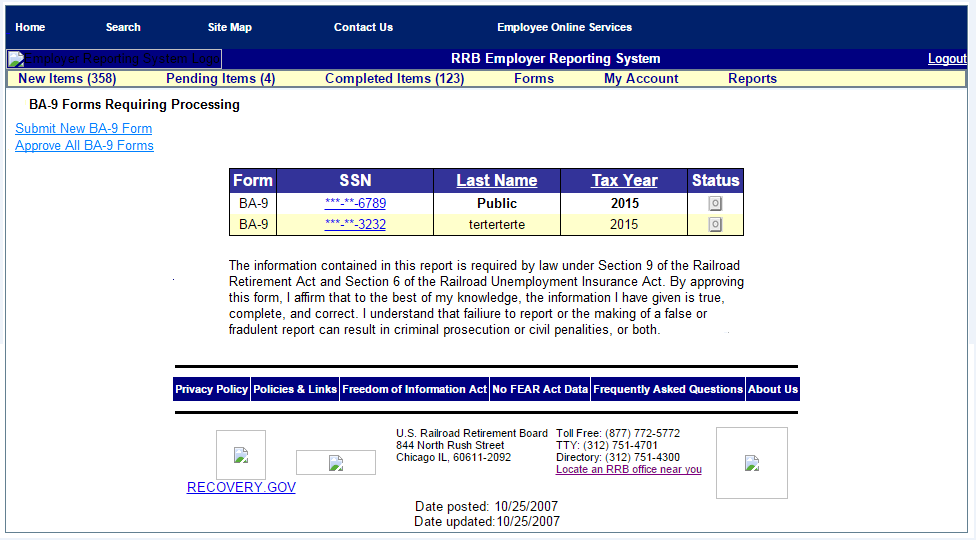 Home Search Site Map Contact Us Employee Online Services
Employer Reporting System Logo RRB Employer Reporting System Logout
New Items (358) Pending Items (4) Completed Items (123) Forms My Account Reports
BA-9 Forms Requiring Processing
Submit New BA-9 Form
Approve All BA-9 Forms
Form SSN Last Name Tax Year Status
BA-9 ***-**-6789 Public 2015 O
BA-9 ***-**-3232 terterterte 2015 O
The information contained in this report is required by law under Section 9 of the Railroad
Retirement Act and Section 6 of the Railroad Unemployment Insurance Act. By approving
this form, I affirm that to the best of my knowledge, the information I have given is true,
complete, and correct. I understand that failiure to report or the making of a false or
fradulent report can result in criminal prosecution or civil penalities, or both.
Privacy Policy Policies & Links Freedom of Information Act No FEAR Act Data Frequently Asked Questions About Us
U.S. Railroad Retirement Board Toll Free: (877) 772-5772
844 North Rush Street TTY: (312) 751-4701
Chicago IL, 60611-2092 Directory: (312) 751-4300
Locate an RRB office near you
RECOVERY.GOV
Date posted: 10/25/2007
Date updated:10/25/2007